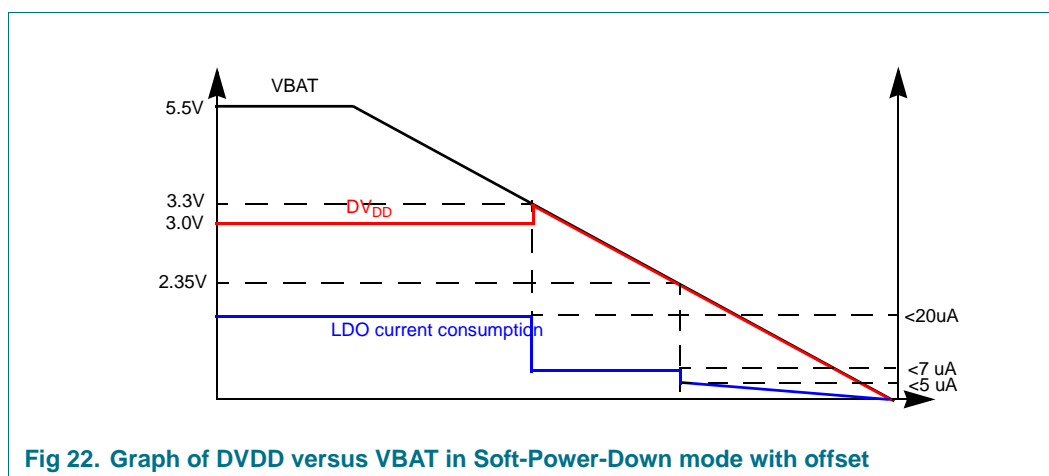 VBAT
5.5V
3.3V
DVDD
3.0V
2.35V
<20uA
LDO current consumption
<7 uA
<5 uA
Fig 22. Graph of DVDD versus VBAT in Soft-Power-Down mode with offset